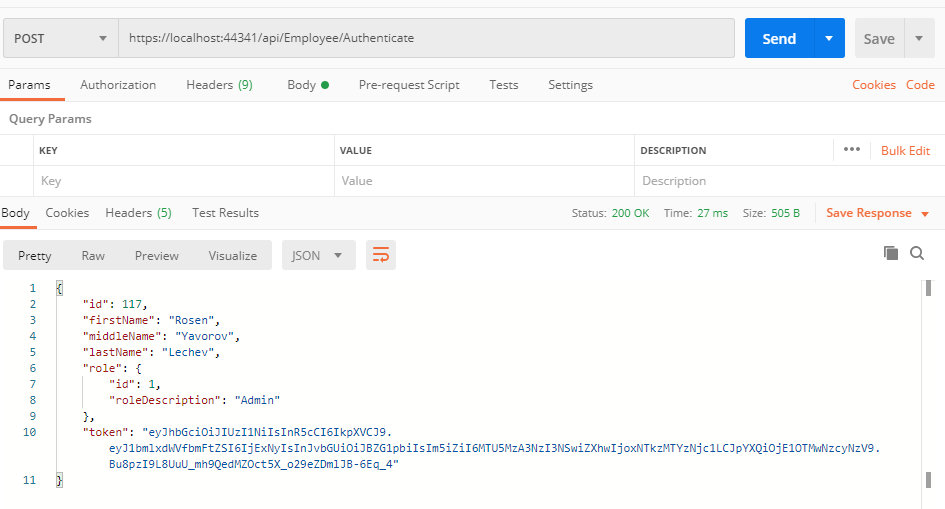 POST https://localhost:44341/api/Employee/Authenticate Send Save
Params Authorization Headers (9) Body Pre-request Script Tests Settings Cookies Code
Query Params
KEY VALUE DESCRIPTION ••• Bulk Edit
Key Value Description
Body Cookies Headers (5) Test Results Status: 200 OK Time: 27 ms Size: 505 B Save Response
Pretty Raw Preview Visualize JSON
1 {
2 "id": 117,
3 "firstName": "Rosen",
4 "middleName": "Yavorov",
5 "lastName": "Lechev",
6 "role": {
7 "id": 1,
8 "roleDescription": "Admin"
9 },
10 "token": "eyJhbGciOiJIUzI1NiIsInR5cCI6IkpXVCJ9.
eyJ1bmlxdWVfbmFtZSI6IjExNyIsInJvbGUiOiJBZG1pbiIsIm5iZiI6MTU5MzA3NzI3NSwiZXhwIjoxNTkzMTYzNjc1LCJpYXQiOjE1OTMwNzcyNzV9.
Bu8pzI9L8UuU_mh9QedMZOct5X_o29eZDmlJB-6Eq_4"
11 }